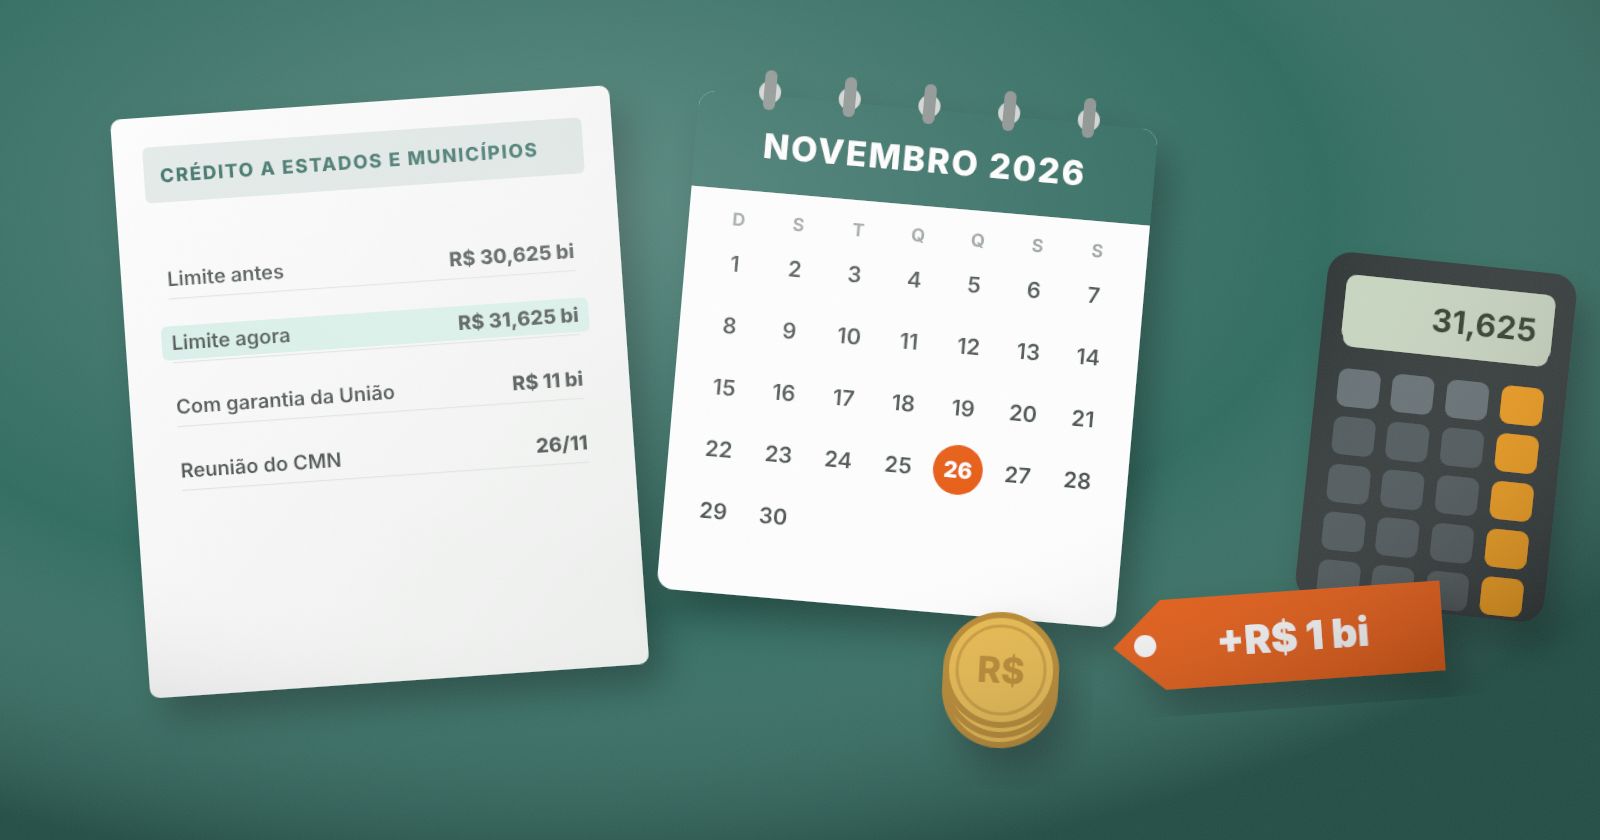 CRÉDITO A ESTADOS E MUNICÍPIOS
Limite antes R$ 30,625 bi
Limite agora R$ 31,625 bi
Com garantia da União R$ 11 bi
Reunião do CMN 26/11
NOVEMBRO 2026
D S T Q Q S S
1 2 3 4 5 6 7
8 9 10 11 12 13 14
15 16 17 18 19 20 21
22 23 24 25 26 27 28
29 30
31,625
R$
+R$ 1 bi